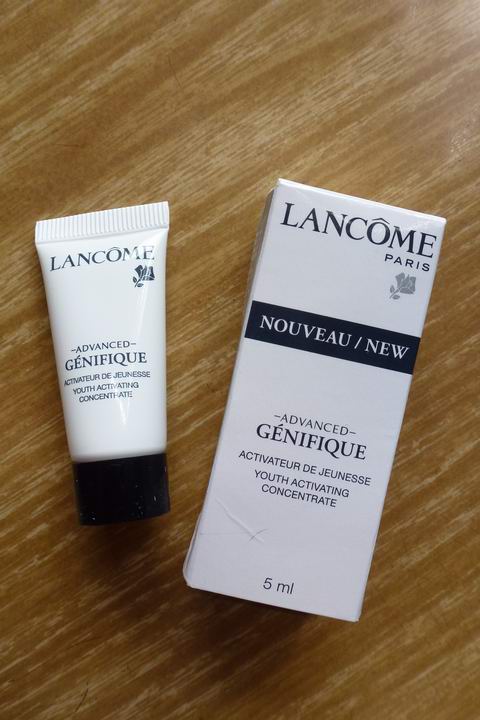 LANCÔME
-ADVANCED-
GÉNIFIQUE
ACTIVATEUR DE JEUNESSE
YOUTH ACTIVATING
CONCENTRATE
LANCÔME
PARIS
NOUVEAU / NEW
-ADVANCED-
GÉNIFIQUE
ACTIVATEUR DE JEUNESSE
YOUTH ACTIVATING
CONCENTRATE
5 ml